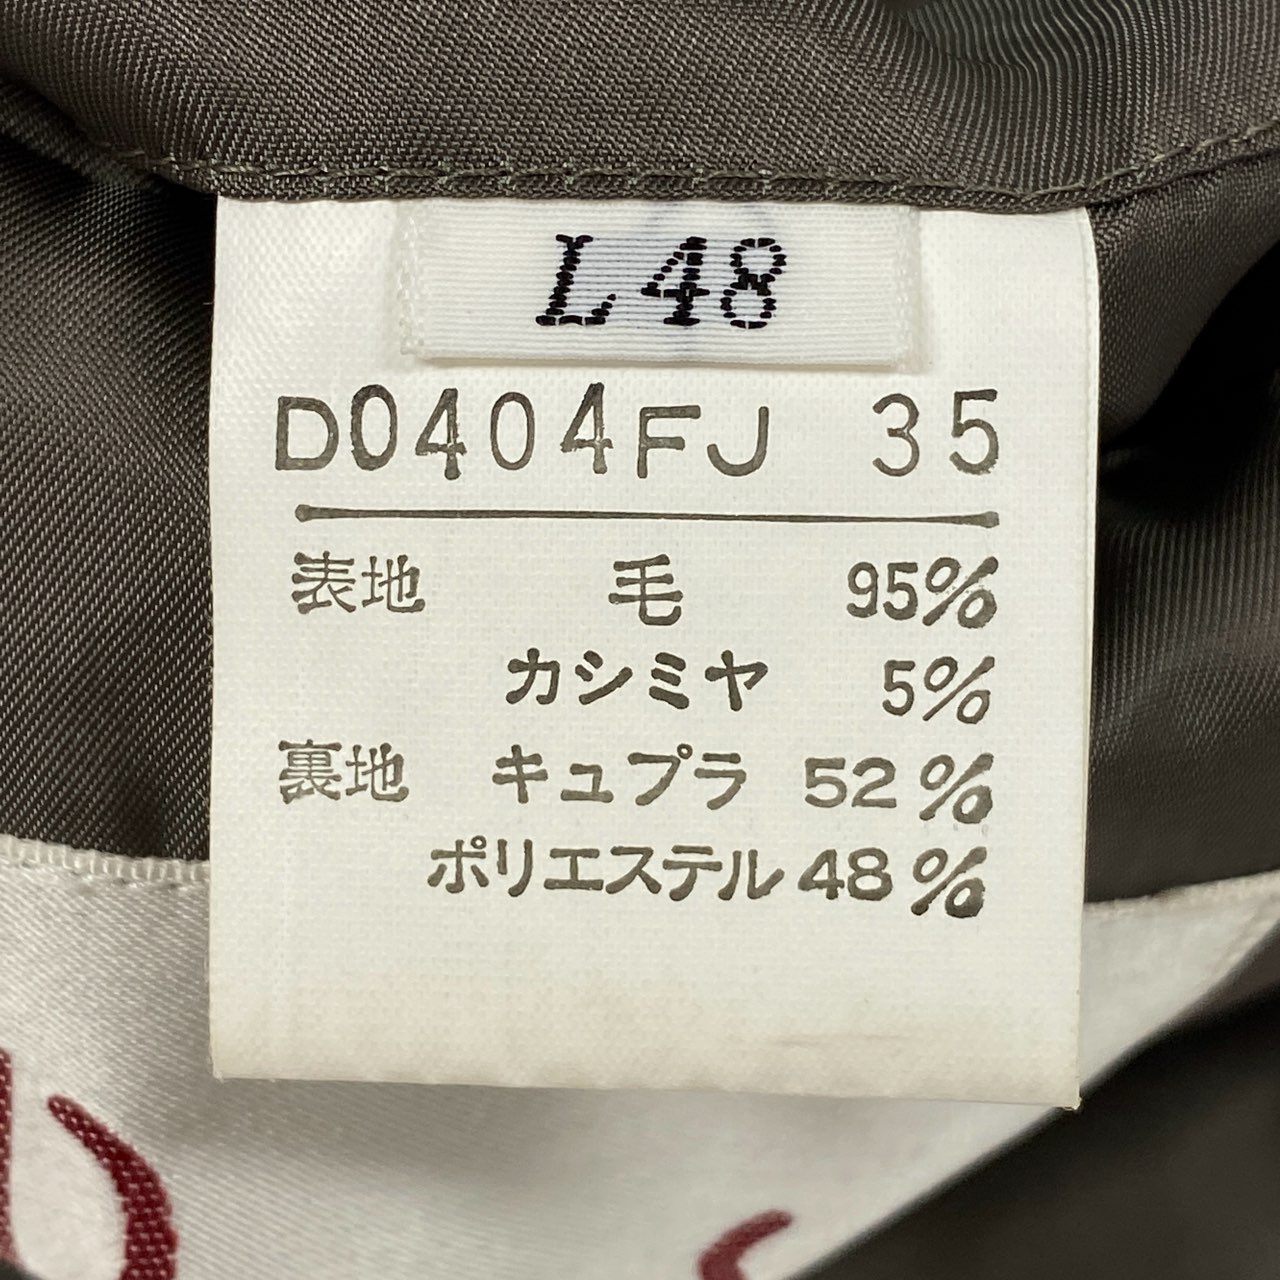 L48
D0404FJ 35
表地 毛 95%
カシミヤ 5%
裏地 キュプラ 52%
ポリエステル 48%